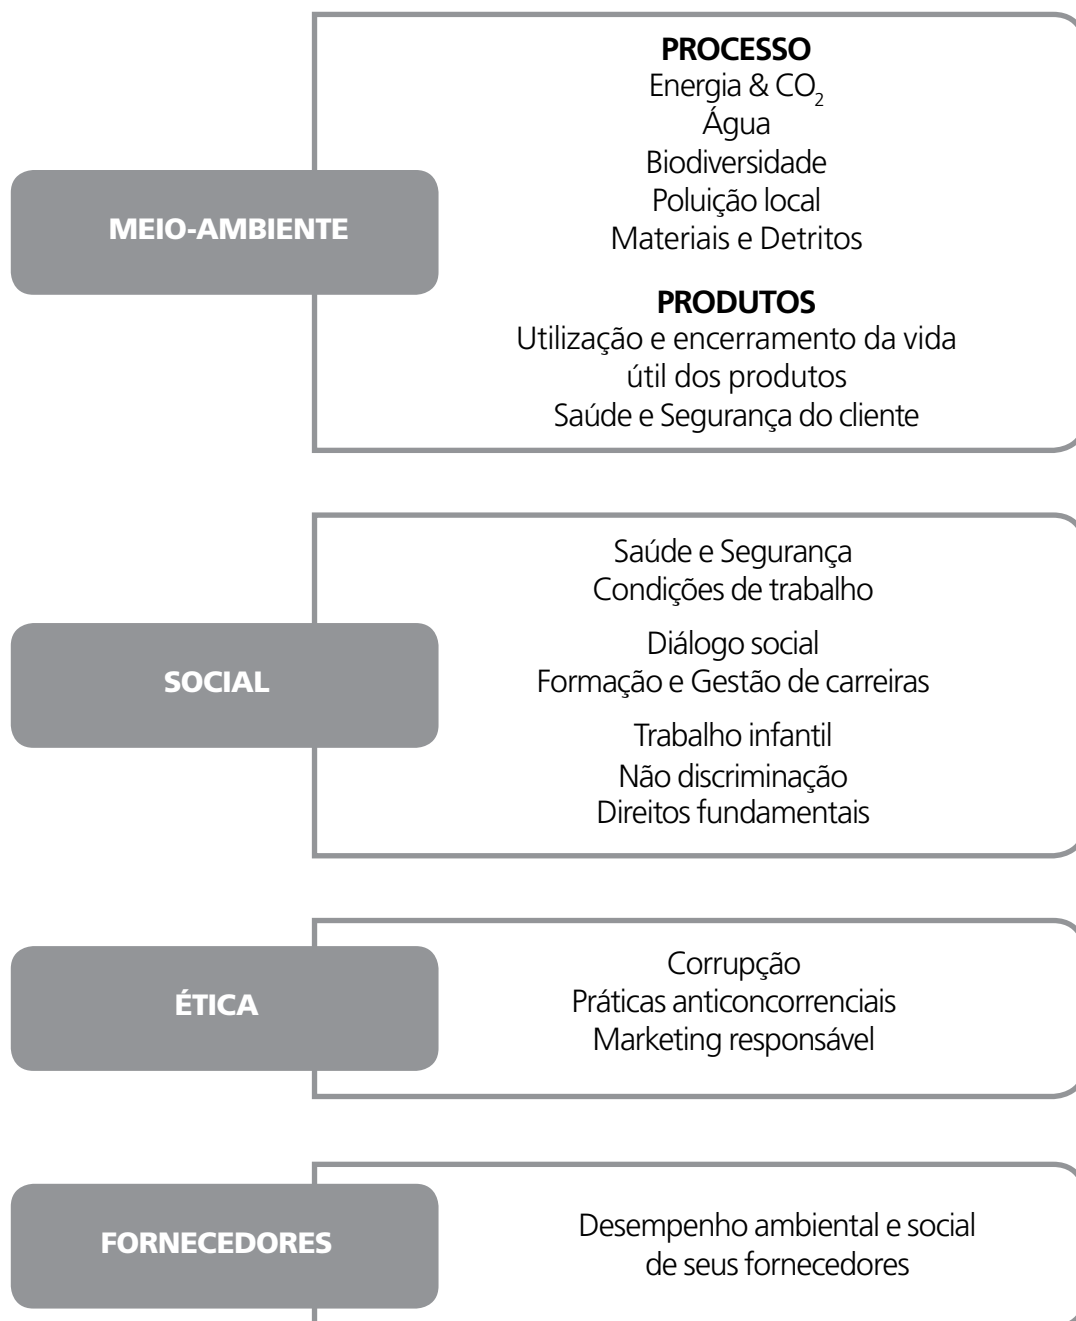 MEIO-AMBIENTE
PROCESSO
Energia & CO₂
Água
Biodiversidade
Poluição local
Materiais e Detritos
PRODUTOS
Utilização e encerramento da vida
útil dos produtos
Saúde e Segurança do cliente
SOCIAL
Saúde e Segurança
Condições de trabalho
Diálogo social
Formação e Gestão de carreiras
Trabalho infantil
Não discriminação
Direitos fundamentais
ÉTICA
Corrupção
Práticas anticoncorrenciais
Marketing responsável
FORNECEDORES
Desempenho ambiental e social
de seus fornecedores